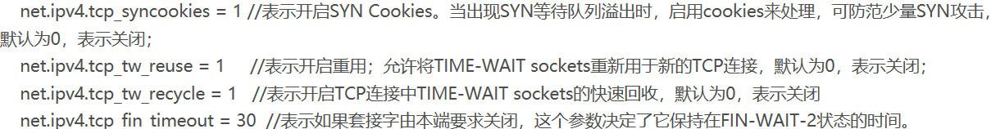 net.ipv4.tcp_syncookies = 1 //表示开启SYN Cookies。当出现SYN等待队列溢出时，启用cookies来处理，可防范少量SYN攻击，
默认为0，表示关闭；
net.ipv4.tcp_tw_reuse = 1 //表示开启重用；允许将TIME-WAIT sockets重新用于新的TCP连接，默认为0，表示关闭；
net.ipv4.tcp_tw_recycle = 1 //表示开启TCP连接中TIME-WAIT sockets的快速回收，默认为0，表示关闭
net.ipv4.tcp_fin_timeout = 30 //表示如果套接字由本端要求关闭，这个参数决定了它保持在FIN-WAIT-2状态的时间。